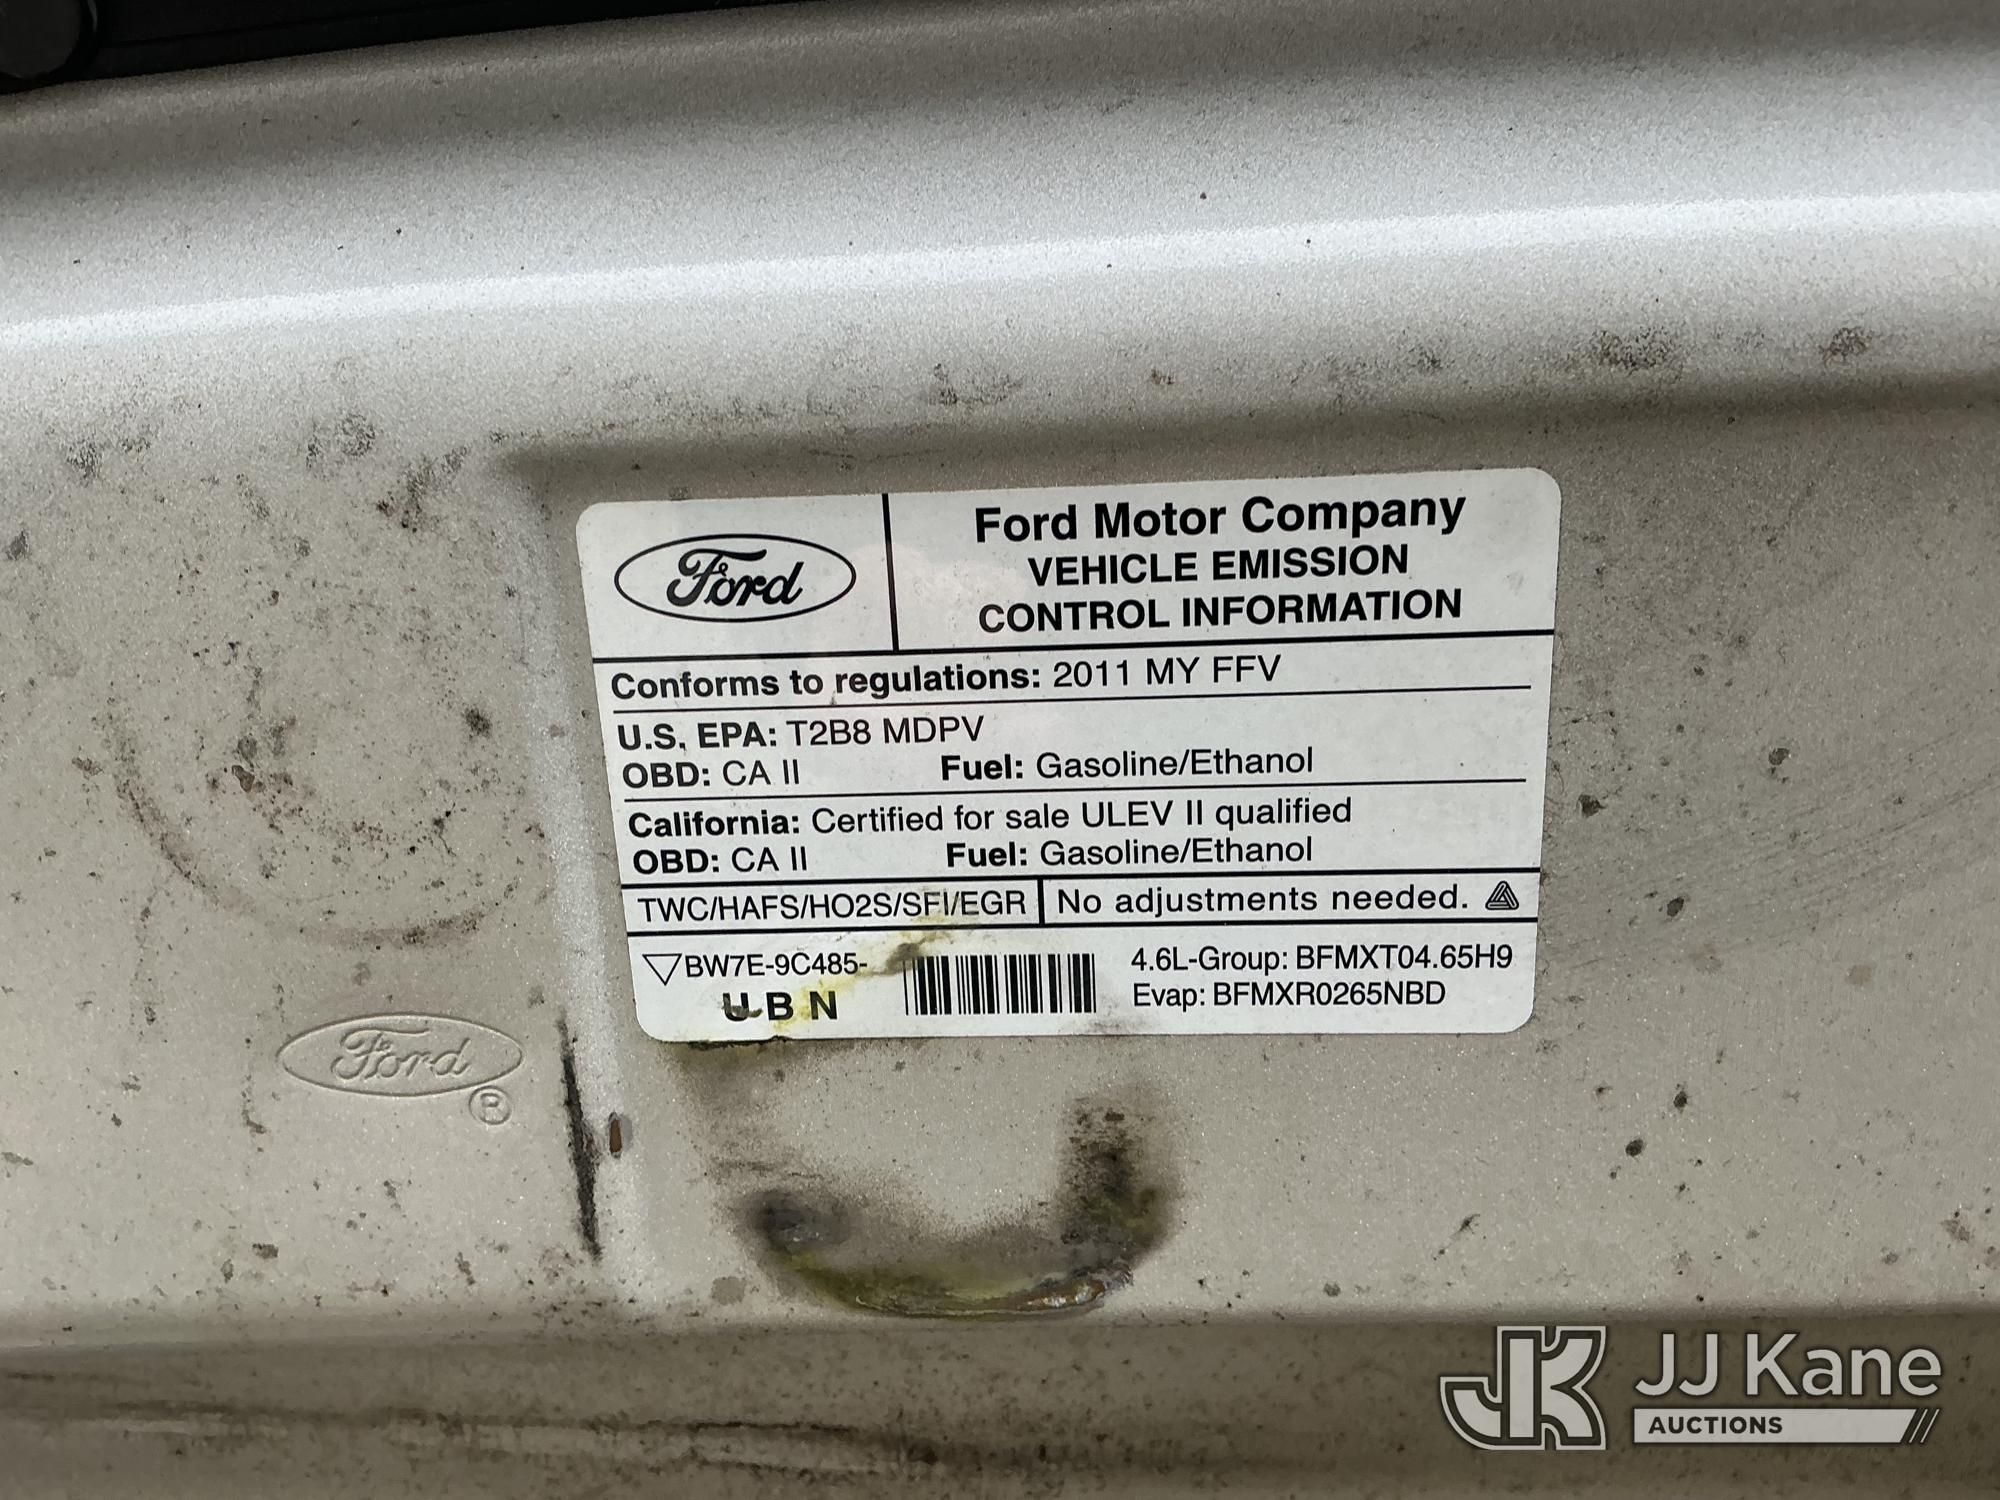 Ford
Ford Motor Company
VEHICLE EMISSION
CONTROL INFORMATION
Conforms to regulations: 2011 MY FFV
U.S. EPA: T2B8 MDPV
OBD: CA II Fuel: Gasoline/Ethanol
California: Certified for sale ULEV II qualified
OBD: CA II Fuel: Gasoline/Ethanol
TWC/HAFS/HO2S/SFI/EGR No adjustments needed.
BW7E-9C485-
UBN
4.6L-Group: BFMXT04.65H9
Evap: BFMXR0265NBD
Ford
P
JK JJ Kane
AUCTIONS